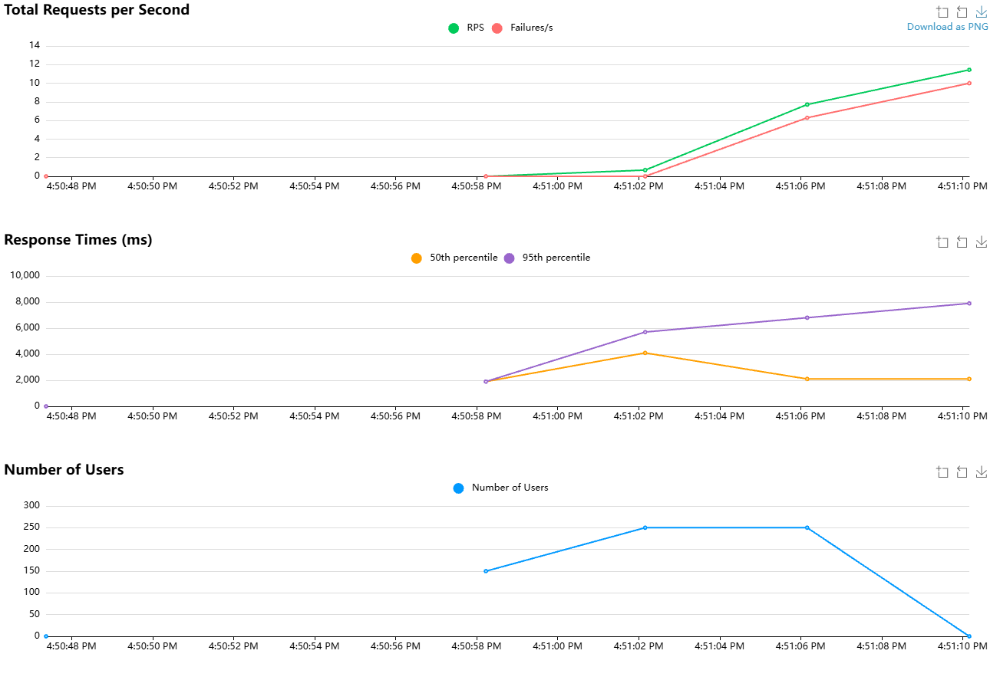 Total Requests per Second
Download as PNG
RPS Failures/s
14
12
10
8
6
4
2
0
4:50:48 PM 4:50:50 PM 4:50:52 PM 4:50:54 PM 4:50:56 PM 4:50:58 PM 4:51:00 PM 4:51:02 PM 4:51:04 PM 4:51:06 PM 4:51:08 PM 4:51:10 PM
Response Times (ms)
50th percentile 95th percentile
10,000
8,000
6,000
4,000
2,000
0
4:50:48 PM 4:50:50 PM 4:50:52 PM 4:50:54 PM 4:50:56 PM 4:50:58 PM 4:51:00 PM 4:51:02 PM 4:51:04 PM 4:51:06 PM 4:51:08 PM 4:51:10 PM
Number of Users
Number of Users
300
250
200
150
100
50
0
4:50:48 PM 4:50:50 PM 4:50:52 PM 4:50:54 PM 4:50:56 PM 4:50:58 PM 4:51:00 PM 4:51:02 PM 4:51:04 PM 4:51:06 PM 4:51:08 PM 4:51:10 PM